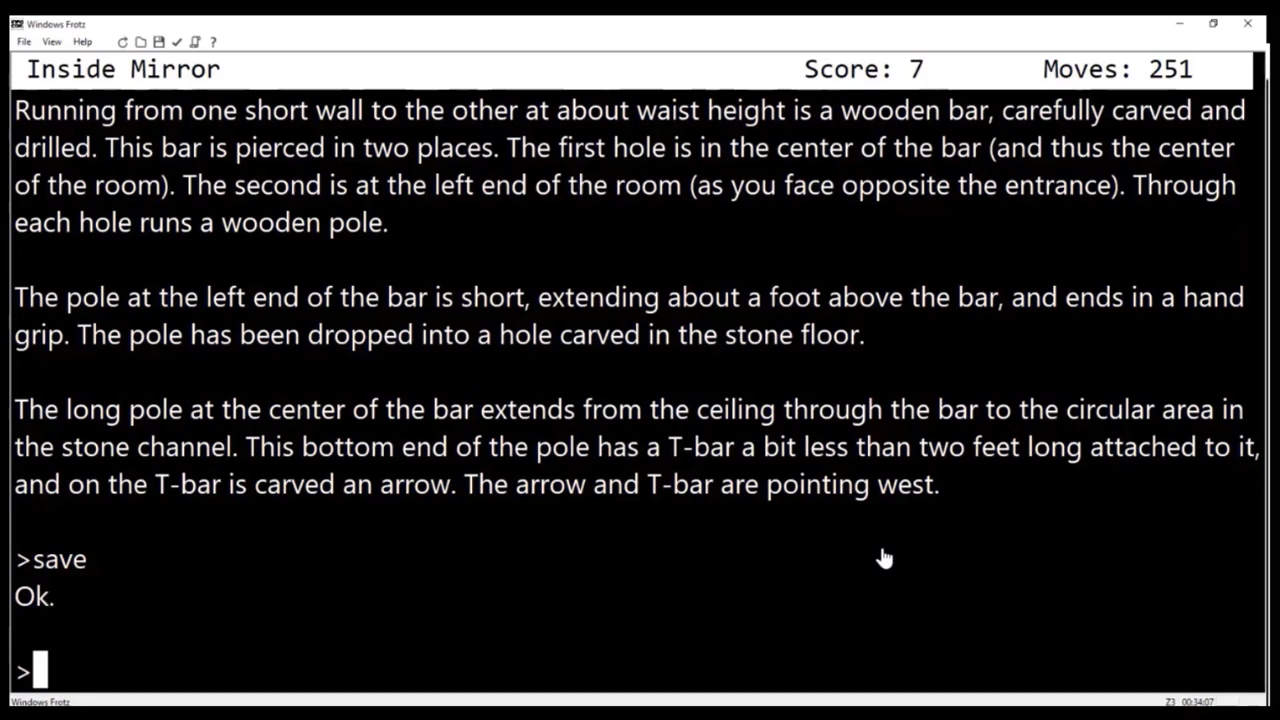 Windows Frotz
File View Help
Inside Mirror Score: 7 Moves: 251
Running from one short wall to the other at about waist height is a wooden bar, carefully carved and
drilled. This bar is pierced in two places. The first hole is in the center of the bar (and thus the center
of the room). The second is at the left end of the room (as you face opposite the entrance). Through
each hole runs a wooden pole.
The pole at the left end of the bar is short, extending about a foot above the bar, and ends in a hand
grip. The pole has been dropped into a hole carved in the stone floor.
The long pole at the center of the bar extends from the ceiling through the bar to the circular area in
the stone channel. This bottom end of the pole has a T-bar a bit less than two feet long attached to it,
and on the T-bar is carved an arrow. The arrow and T-bar are pointing west.
>save
Ok.
>
Windows Frotz Z3 00:34:07